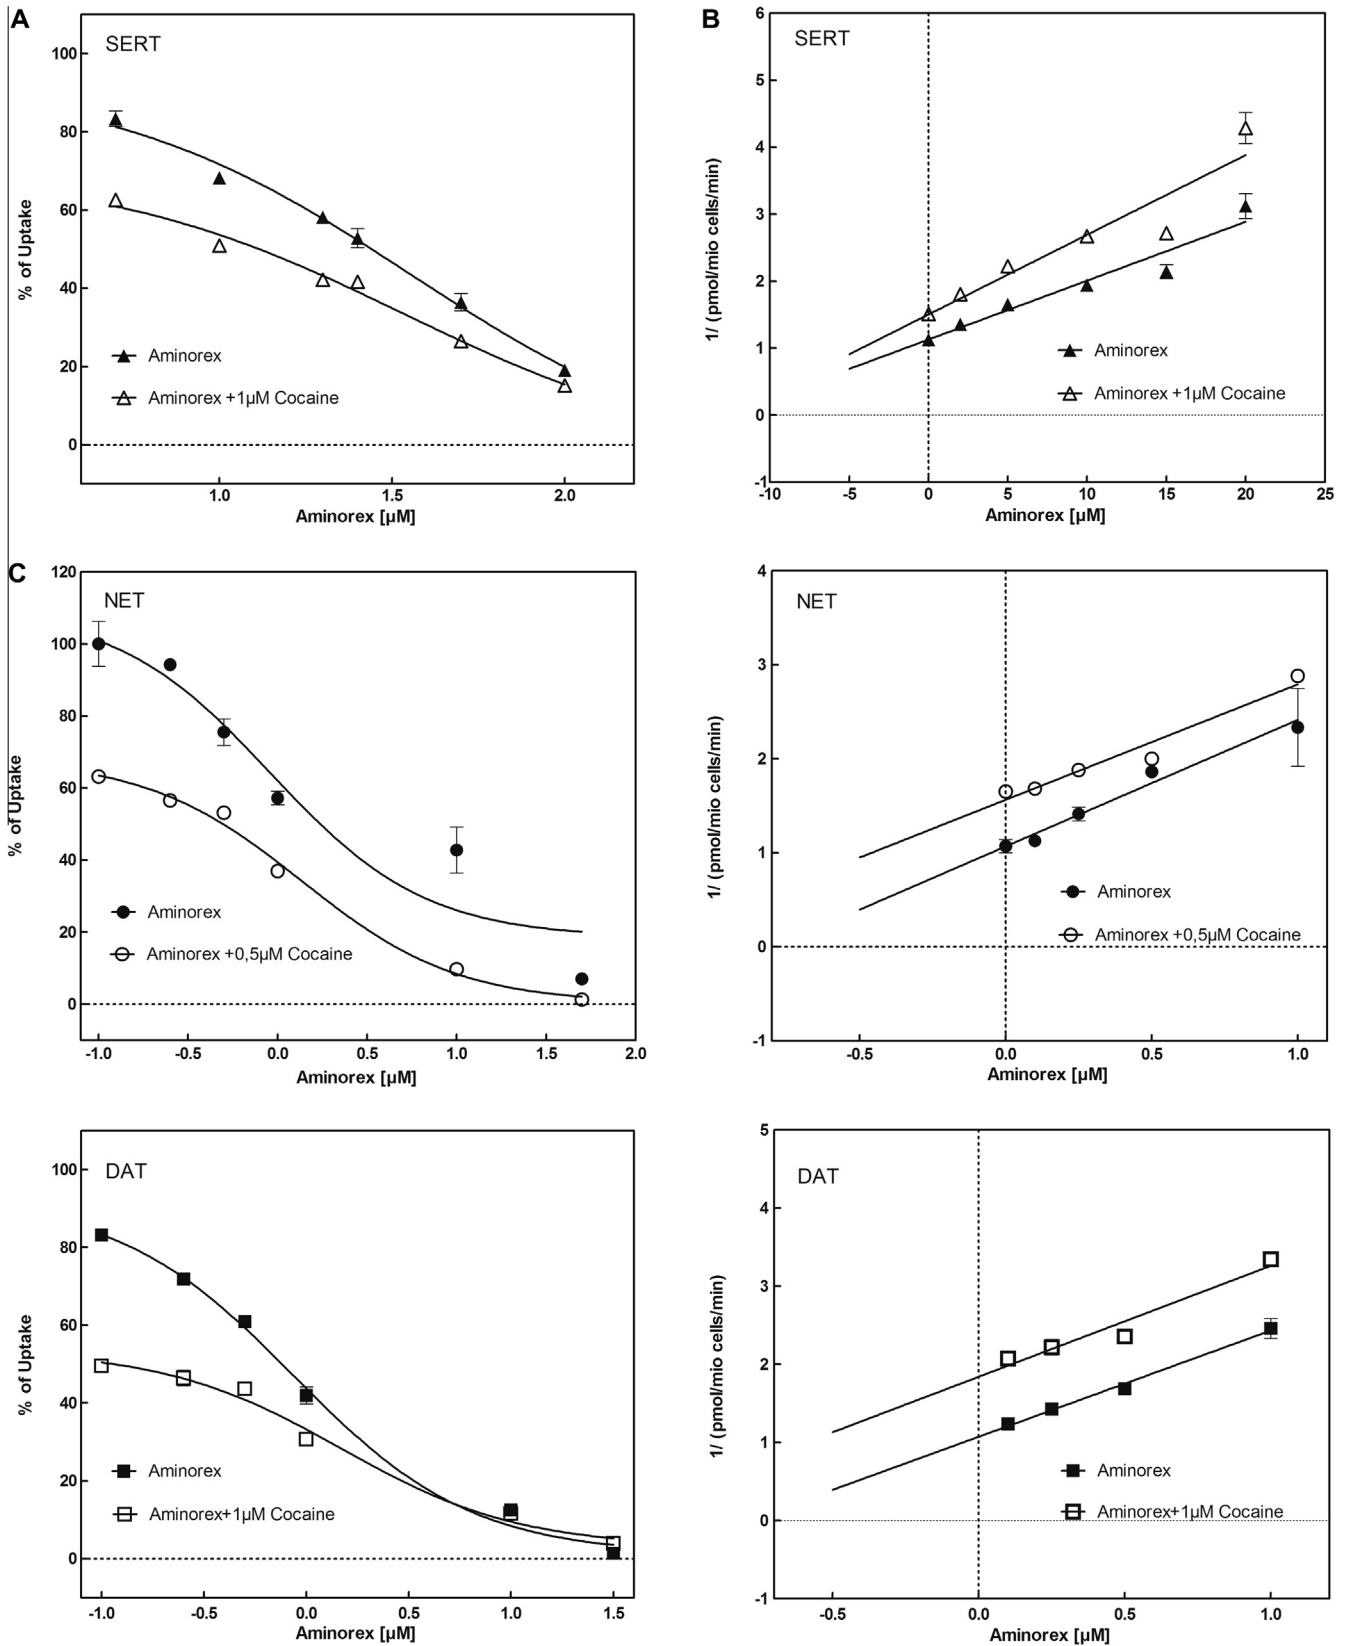 A
SERT
100
80
60
40
20
0
% of Uptake
Aminorex
Aminorex +1µM Cocaine
1.0 1.5 2.0
Aminorex [µM]
B
SERT
6
5
4
3
2
1
0
-1
1/ (pmol/mio cells/min)
Aminorex
Aminorex +1µM Cocaine
-10 -5 0 5 10 15 20 25
Aminorex [µM]
C
NET
120
100
80
60
40
20
0
% of Uptake
Aminorex
Aminorex +0,5µM Cocaine
-1.0 -0.5 0.0 0.5 1.0 1.5 2.0
Aminorex [µM]
NET
4
3
2
1
0
-1
1/ (pmol/mio cells/min)
Aminorex
Aminorex +0,5µM Cocaine
-0.5 0.0 0.5 1.0
Aminorex [µM]
DAT
100
80
60
40
20
0
% of Uptake
Aminorex
Aminorex+1µM Cocaine
-1.0 -0.5 0.0 0.5 1.0 1.5
Aminorex [µM]
DAT
5
4
3
2
1
0
-1
1/ (pmol/mio cells/min)
Aminorex
Aminorex+1µM Cocaine
-0.5 0.0 0.5 1.0
Aminorex [µM]